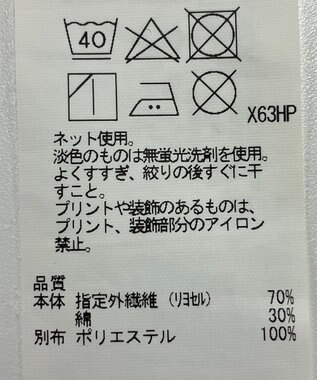 40
X63HP
ネット使用。
淡色のものは無蛍光洗剤を使用。
よくすすぎ、絞りの後すぐに干
すこと。
プリントや装飾のあるものは、
プリント、装飾部分のアイロン
禁止。
品質
本体 指定外繊維(リヨセル) 70%
綿 30%
別布 ポリエステル 100%